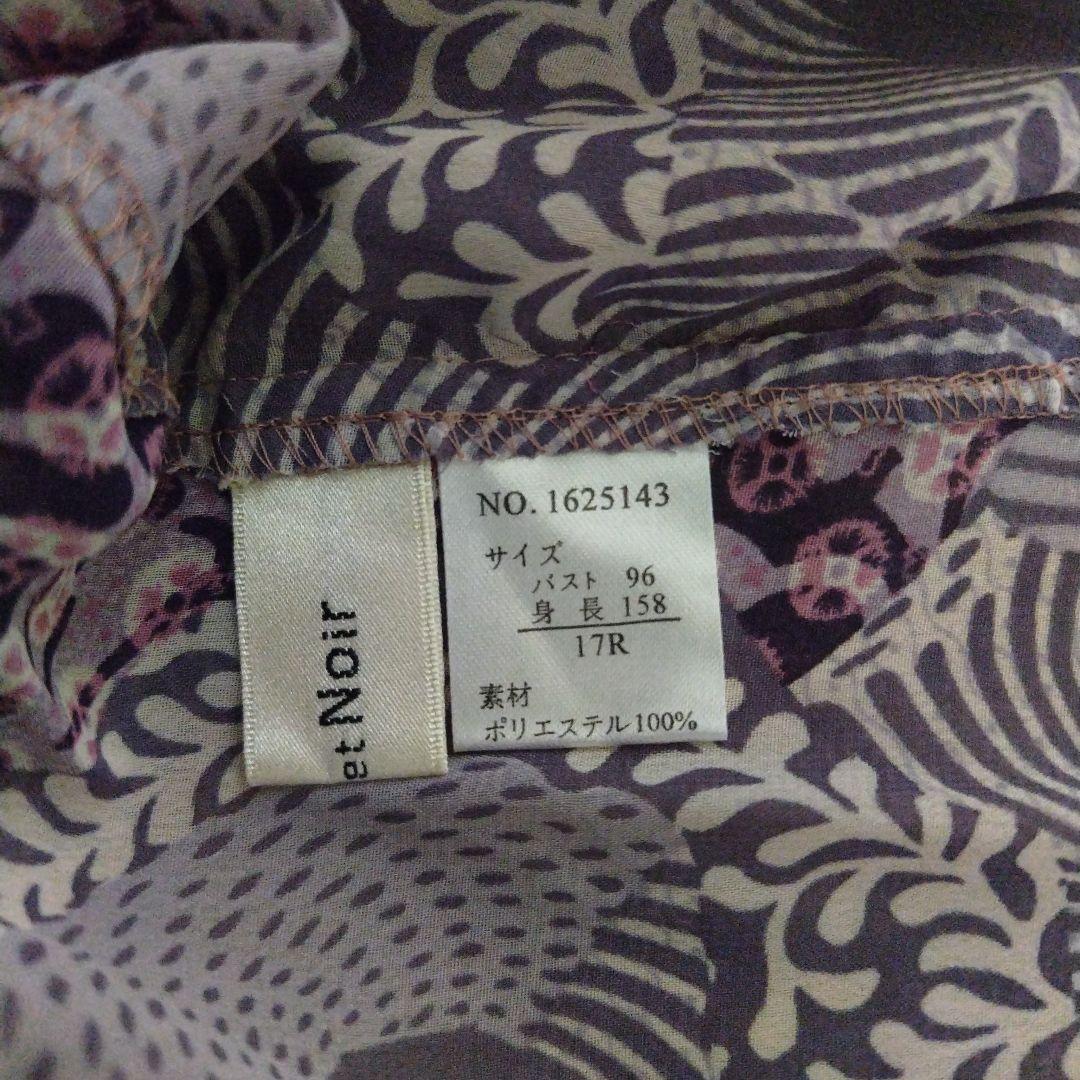 et Noir
NO. 1625143
サイズ
バスト 96
身長 158
17R
素材
ポリエステル100%